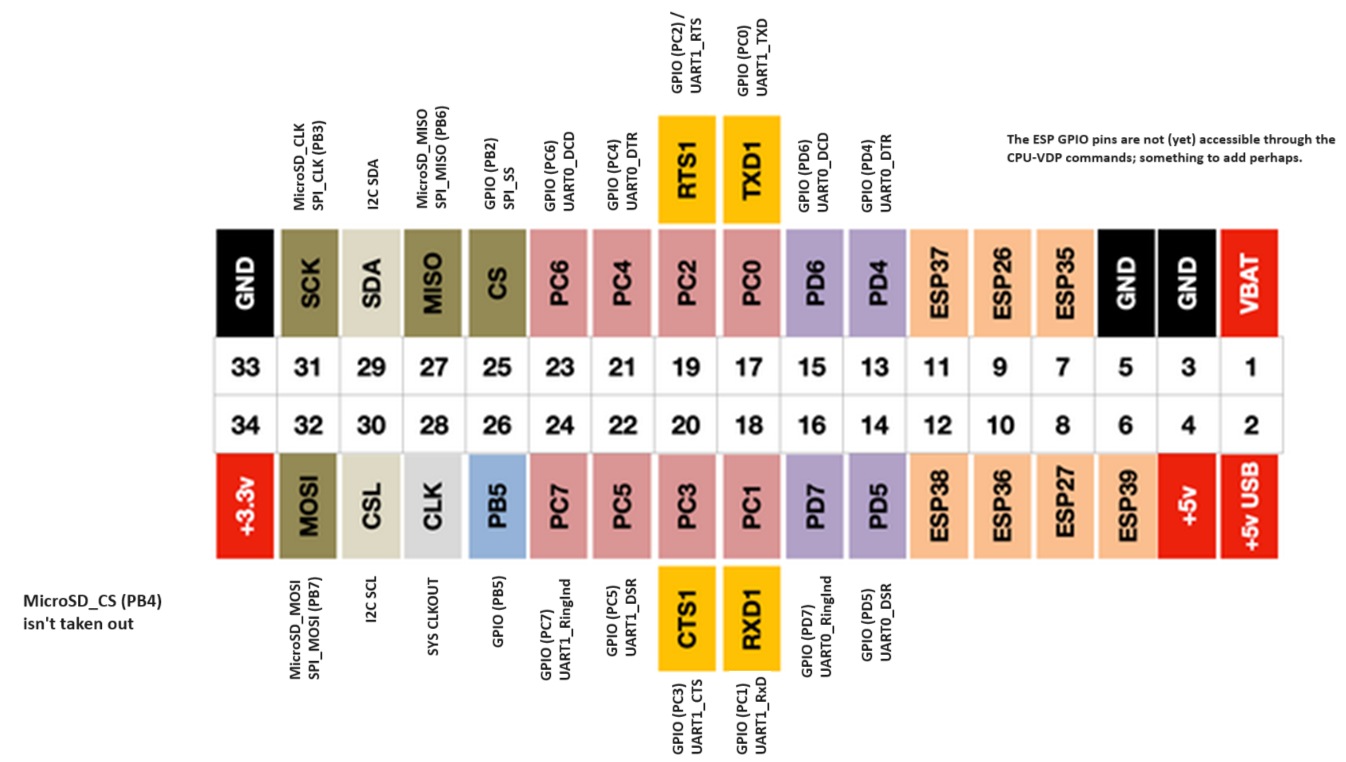 GPIO (PC2) /
UART1_RTS
GPIO (PC0)
UART1_TXD
MicroSD_CLK
SPI_CLK (PB3)
I2C SDA
MicroSD_MISO
SPI_MISO (PB6)
GPIO (PB2)
SPI_SS
GPIO (PC6)
UART0_DCD
GPIO (PC4)
UART0_DTR
RTS1
TXD1
GPIO (PD6)
UART0_DCD
GPIO (PD4)
UART0_DTR
The ESP GPIO pins are not (yet) accessible through the
CPU-VDP commands; something to add perhaps.
GND SCK SDA MISO CS PC6 PC4 PC2 PC0 PD6 PD4 ESP37 ESP26 ESP35 GND GND VBAT
33 31 29 27 25 23 21 19 17 15 13 11 9 7 5 3 1
34 32 30 28 26 24 22 20 18 16 14 12 10 8 6 4 2
+3.3v MOSI CSL CLK PB5 PC7 PC5 PC3 PC1 PD7 PD5 ESP38 ESP36 ESP27 ESP39 +5v +5v USB
MicroSD_CS (PB4)
isn't taken out
MicroSD_MOSI
SPI_MOSI (PB7)
I2C SCL
SYS CLKOUT
GPIO (PB5)
GPIO (PC7)
UART1_RingInd
GPIO (PC5)
UART1_DSR
CTS1
RXD1
GPIO (PD7)
UART0_RingInd
GPIO (PD5)
UART0_DSR
GPIO (PC3)
UART1_CTS
GPIO (PC1)
UART1_RxD